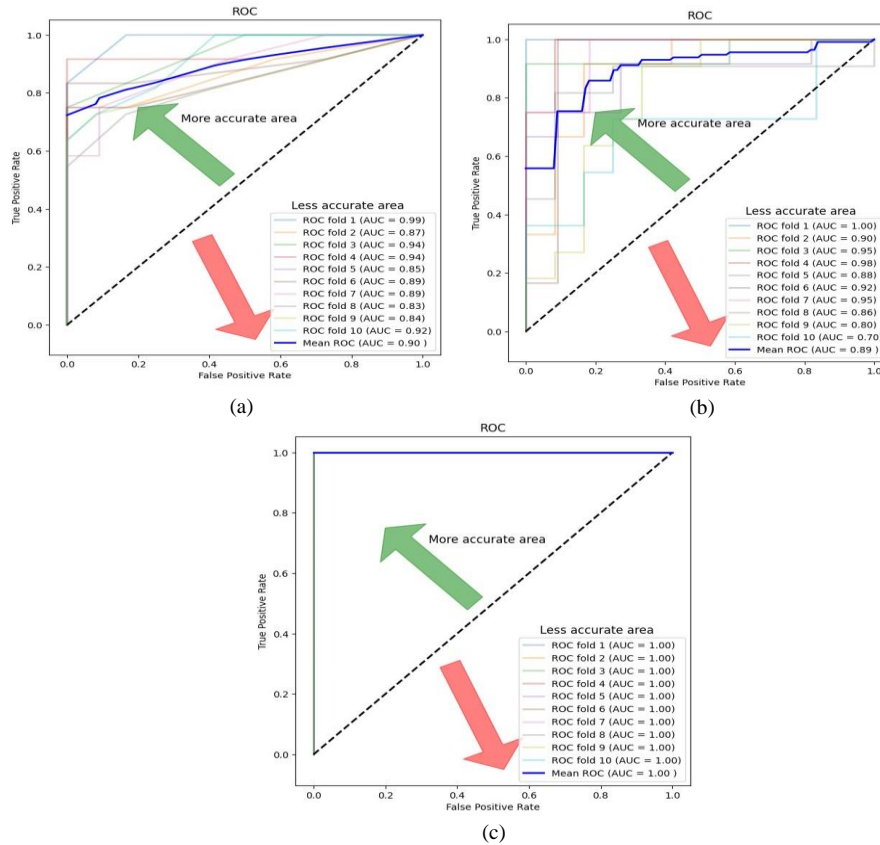 ROC
1.0
0.8
0.6
0.4
0.2
0.0
True Positive Rate
More accurate area
Less accurate area
ROC fold 1 (AUC = 0.99)
ROC fold 2 (AUC = 0.87)
ROC fold 3 (AUC = 0.94)
ROC fold 4 (AUC = 0.94)
ROC fold 5 (AUC = 0.85)
ROC fold 6 (AUC = 0.89)
ROC fold 7 (AUC = 0.89)
ROC fold 8 (AUC = 0.83)
ROC fold 9 (AUC = 0.84)
ROC fold 10 (AUC = 0.92)
Mean ROC (AUC = 0.90 )
0.0 0.2 0.4 0.6 0.8 1.0
False Positive Rate
(a)
ROC
1.0
0.8
0.6
0.4
0.2
0.0
True Positive Rate
More accurate area
Less accurate area
ROC fold 1 (AUC = 1.00)
ROC fold 2 (AUC = 0.90)
ROC fold 3 (AUC = 0.95)
ROC fold 4 (AUC = 0.98)
ROC fold 5 (AUC = 0.88)
ROC fold 6 (AUC = 0.92)
ROC fold 7 (AUC = 0.95)
ROC fold 8 (AUC = 0.86)
ROC fold 9 (AUC = 0.80)
ROC fold 10 (AUC = 0.70)
Mean ROC (AUC = 0.89 )
0.0 0.2 0.4 0.6 0.8 1.0
False Positive Rate
(b)
ROC
1.0
0.8
0.6
0.4
0.2
0.0
True Positive Rate
More accurate area
Less accurate area
ROC fold 1 (AUC = 1.00)
ROC fold 2 (AUC = 1.00)
ROC fold 3 (AUC = 1.00)
ROC fold 4 (AUC = 1.00)
ROC fold 5 (AUC = 1.00)
ROC fold 6 (AUC = 1.00)
ROC fold 7 (AUC = 1.00)
ROC fold 8 (AUC = 1.00)
ROC fold 9 (AUC = 1.00)
ROC fold 10 (AUC = 1.00)
Mean ROC (AUC = 1.00 )
0.0 0.2 0.4 0.6 0.8 1.0
False Positive Rate
(c)